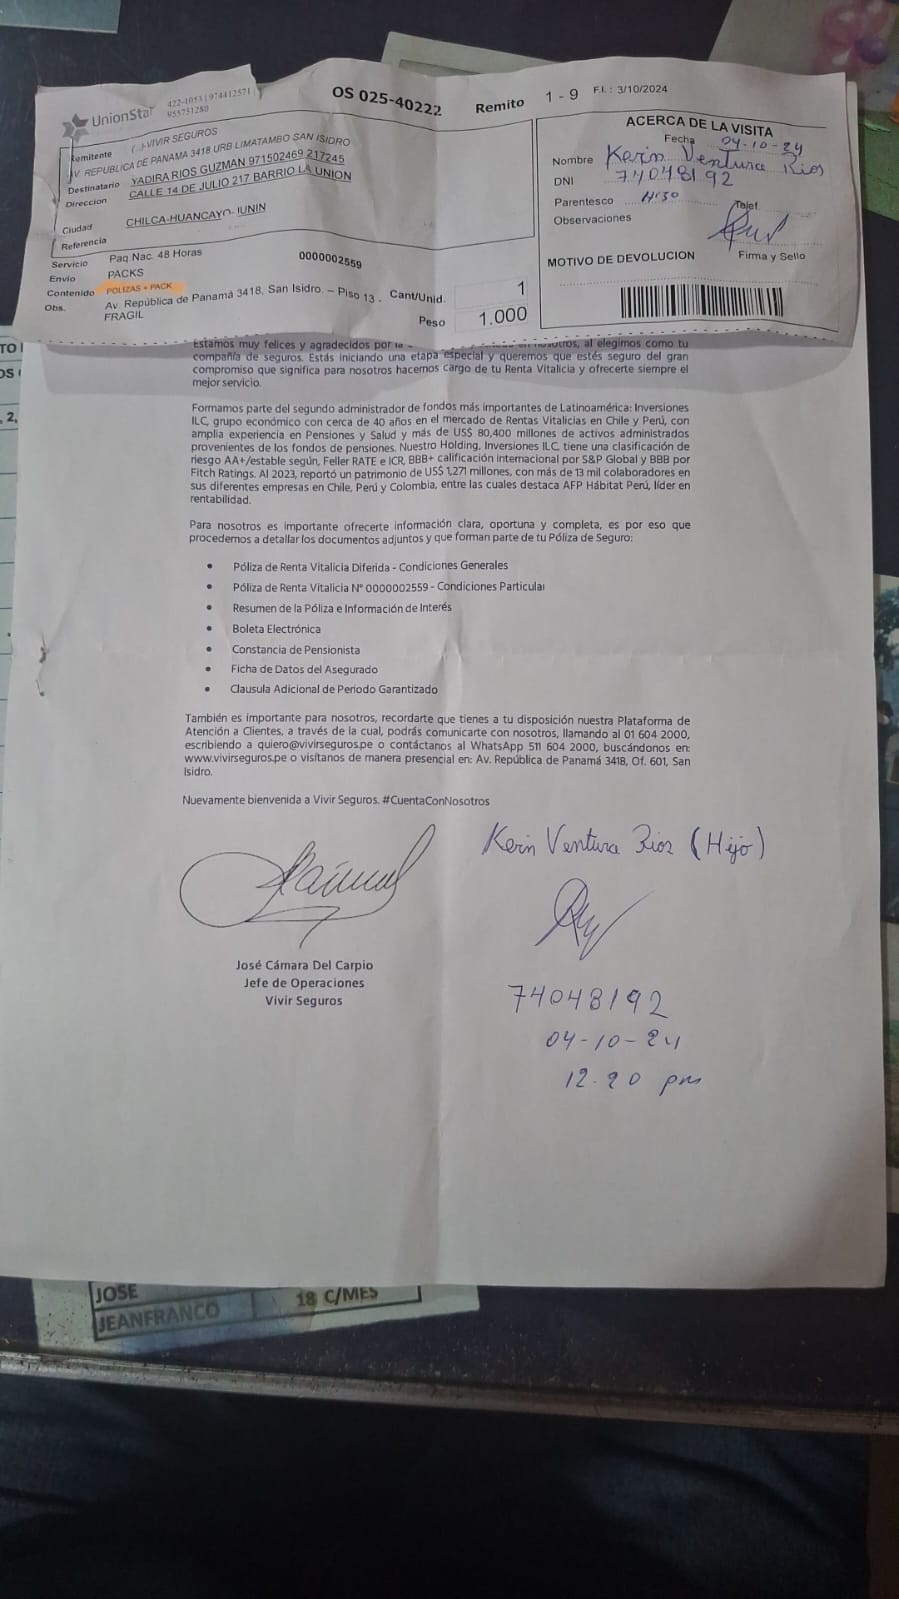 UnionStar
422-1053 | 974412571 |
955751280
OS 025-40222
Remito 1 - 9 F.I. : 3/10/2024
Remitente (...)-VIVIR SEGUROS
AV. REPUBLICA DE PANAMA 3418 URB LIMATAMBO SAN ISIDRO
Destinatario YADIRA RIOS GUZMAN 971502469 217245
Direccion CALLE 14 DE JULIO 217 BARRIO LA UNION
Ciudad CHILCA-HUANCAYO- JUNIN
Referencia
Servicio Paq Nac. 48 Horas 0000002559
Envio PACKS
Contenido POLIZAS + PACK
Obs. Av. República de Panamá 3418, San Isidro. – Piso 13 .
FRAGIL
Cant/Unid. 1
Peso 1.000
ACERCA DE LA VISITA
Fecha 04-10-24
Nombre Kerin Ventura Rios
DNI 74048192
Parentesco HIJO
Telef.
Observaciones
Firma y Sello
MOTIVO DE DEVOLUCION
Estamos muy felices y agradecidos por la en nosotros, al elegirnos como tu
compañía de seguros. Estás iniciando una etapa especial y queremos que estés seguro del gran
compromiso que significa para nosotros hacernos cargo de tu Renta Vitalicia y ofrecerte siempre el
mejor servicio.
Formamos parte del segundo administrador de fondos más importantes de Latinoamérica: Inversiones
ILC, grupo económico con cerca de 40 años en el mercado de Rentas Vitalicias en Chile y Perú, con
amplia experiencia en Pensiones y Salud y más de US$ 80,400 millones de activos administrados
provenientes de los fondos de pensiones. Nuestro Holding, Inversiones ILC, tiene una clasificación de
riesgo AA+/estable según, Feller RATE e ICR, BBB+ calificación internacional por S&P Global y BBB por
Fitch Ratings. Al 2023, reportó un patrimonio de US$ 1,271 millones, con más de 13 mil colaboradores en
sus diferentes empresas en Chile, Perú y Colombia, entre las cuales destaca AFP Hábitat Perú, líder en
rentabilidad.
Para nosotros es importante ofrecerte información clara, oportuna y completa, es por eso que
procedemos a detallar los documentos adjuntos y que forman parte de tu Póliza de Seguro:
• Póliza de Renta Vitalicia Diferida - Condiciones Generales
• Póliza de Renta Vitalicia N° 0000002559 - Condiciones Particular
• Resumen de la Póliza e Información de Interés
• Boleta Electrónica
• Constancia de Pensionista
• Ficha de Datos del Asegurado
• Clausula Adicional de Periodo Garantizado
También es importante para nosotros, recordarte que tienes a tu disposición nuestra Plataforma de
Atención a Clientes, a través de la cual, podrás comunicarte con nosotros, llamando al 01 604 2000,
escribiendo a quiero@vivirseguros.pe o contáctanos al WhatsApp 511 604 2000, buscándonos en:
www.vivirseguros.pe o visítanos de manera presencial en: Av. República de Panamá 3418, Of. 601, San
Isidro.
Nuevamente bienvenida a Vivir Seguros. #CuentaConNosotros
Kerin Ventura Rios (Hijo)
José Cámara Del Carpio
Jefe de Operaciones
Vivir Seguros
74048192
04-10-24
12.20 pm
JOSE
JEANFRANCO
18 C/MES